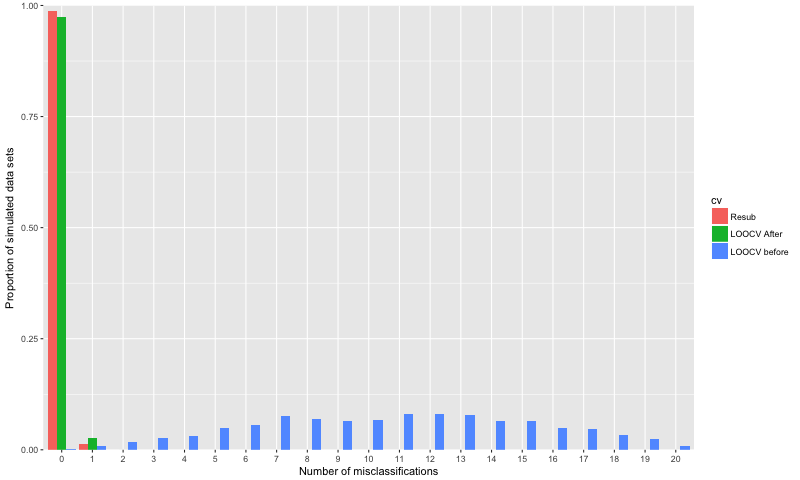 1.00
0.75
0.50
0.25
0.00
Proportion of simulated data sets
0 1 2 3 4 5 6 7 8 9 10 11 12 13 14 15 16 17 18 19 20
Number of misclassifications
cv
Resub
LOOCV After
LOOCV before